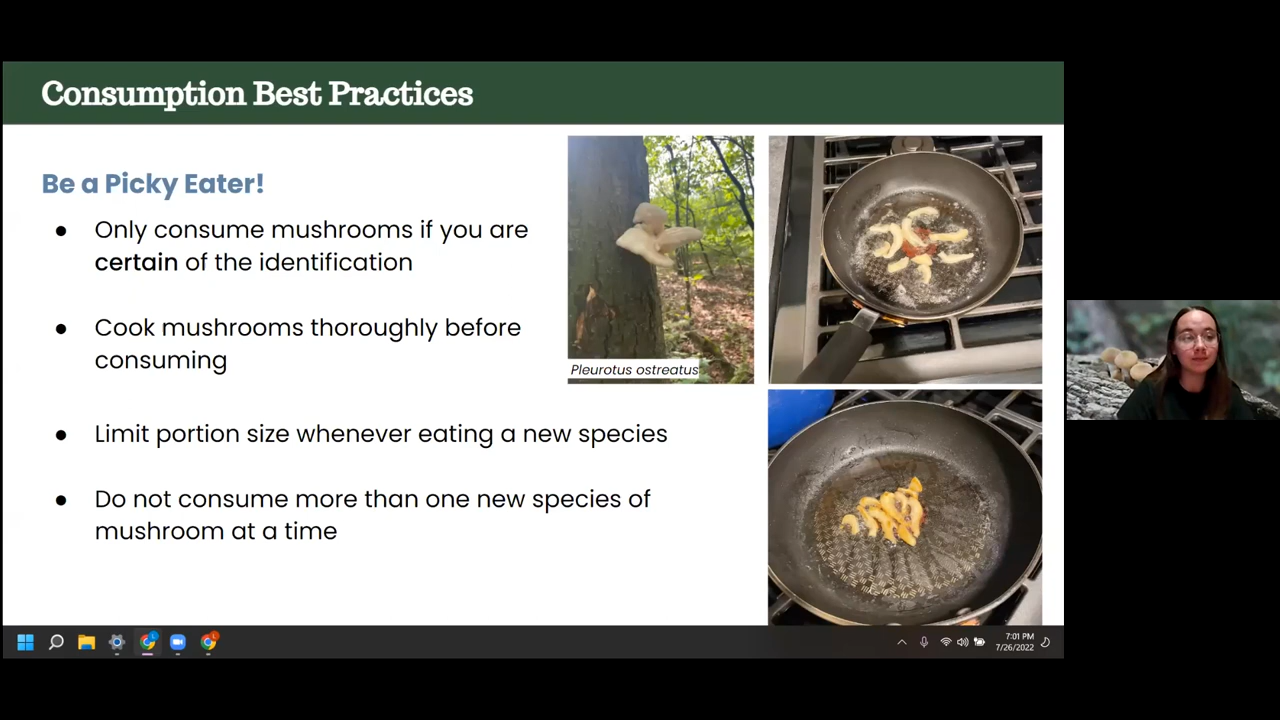 Consumption Best Practices
Be a Picky Eater!
● Only consume mushrooms if you are
certain of the identification
● Cook mushrooms thoroughly before
consuming
Pleurotus ostreatus
● Limit portion size whenever eating a new species
● Do not consume more than one new species of
mushroom at a time
7:01 PM
7/26/2022